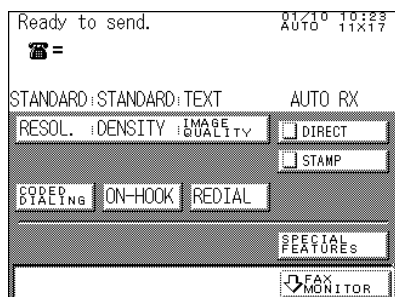 Ready to send. 01/10 10:23
AUTO 11X17
☎=
STANDARD:STANDARD:TEXT AUTO RX
RESOL. :DENSITY :IMAGE QUALITY
DIRECT
STAMP
CODED DIALING ON-HOOK REDIAL
SPECIAL FEATURES
FAX MONITOR